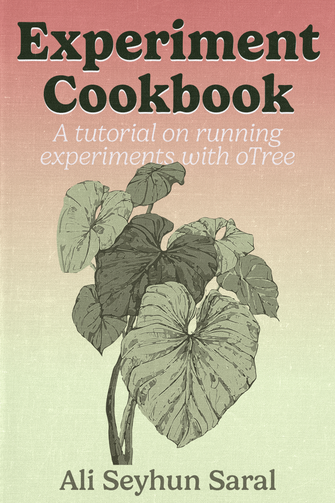 Experiment
Cookbook
A tutorial on running
experiments with oTree
Ali Seyhun Saral